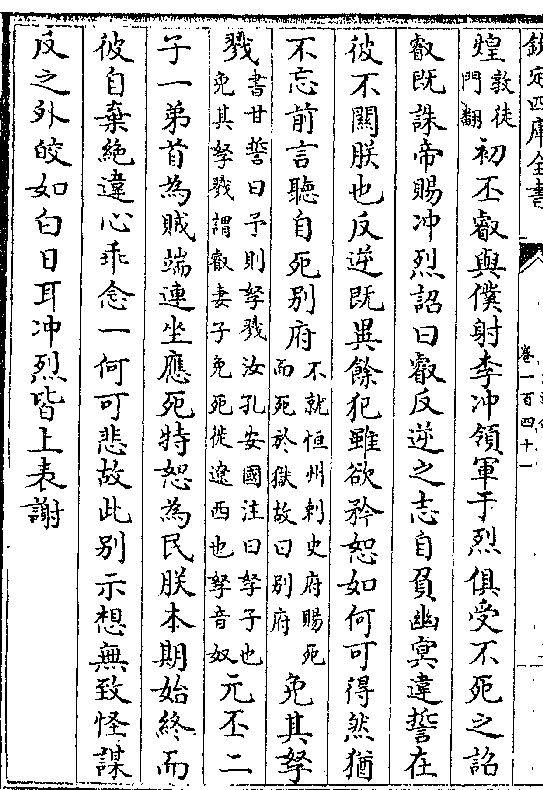 欽定四庫全書
卷一百四十一
煌敦徒門翻初丕叡與僕射李冲領軍于烈俱受不死之詔
叡既誅帝賜冲烈詔曰叡反逆之志自負幽冥違誓在
彼不關朕也反逆既異餘犯雖欲矜恕如何可得然猶
不忘前言聽自死别府不就恒州刺史府賜死而死於獄故曰别府免其孥
戮書甘誓曰予則孥戮汝孔安國注曰孥子也免其孥戮謂叡妻子免死徙遼西也孥音奴元丕二
子一弟首為賊端連坐應死特恕為民朕本期始終而
彼自棄絶違心乖念一何可悲故此别示想無致怪謀
反之外皎如白日耳冲烈皆上表謝